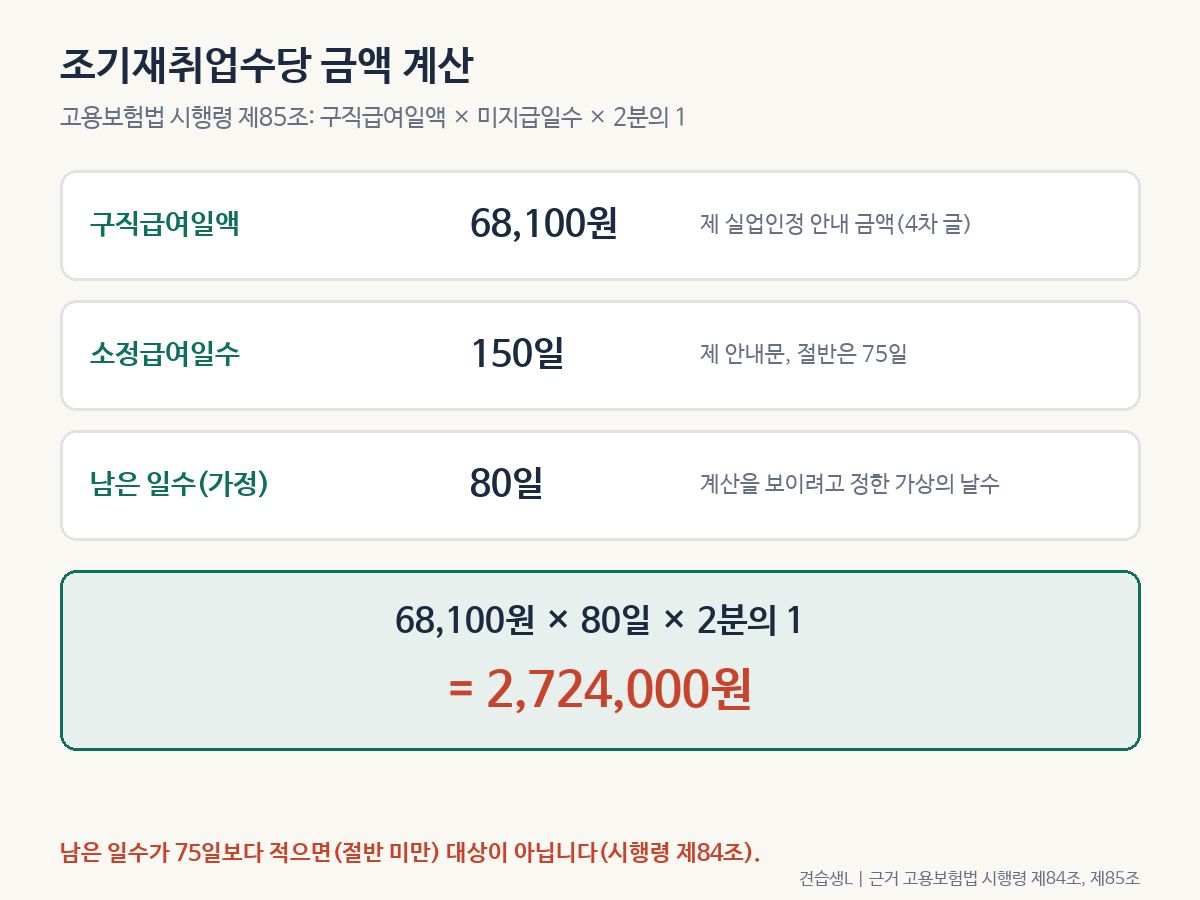 조기재취업수당 금액 계산
고용보험법 시행령 제85조: 구직급여일액 × 미지급일수 × 2분의 1
구직급여일액 68,100원 제 실업인정 안내 금액(4차 글)
소정급여일수 150일 제 안내문, 절반은 75일
남은 일수(가정) 80일 계산을 보이려고 정한 가상의 날수
68,100원 × 80일 × 2분의 1
= 2,724,000원
남은 일수가 75일보다 적으면(절반 미만) 대상이 아닙니다(시행령 제84조).
견습생L | 근거 고용보험법 시행령 제84조, 제85조